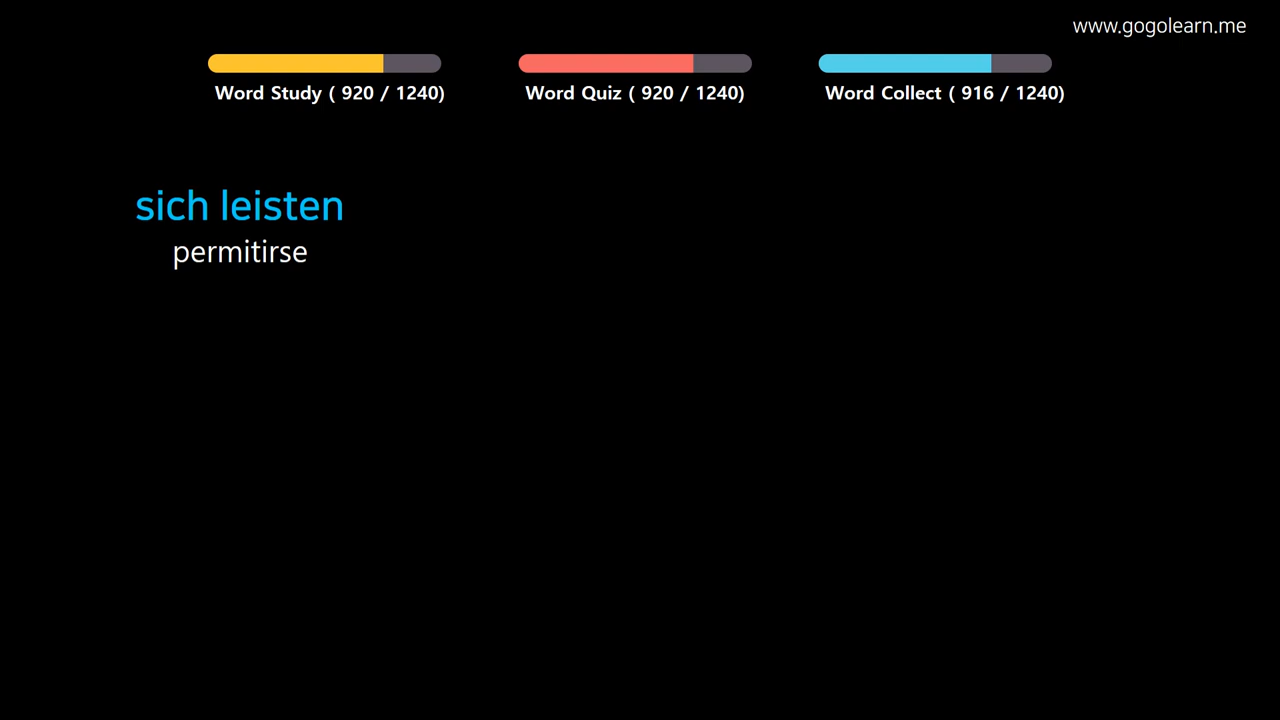 www.gogolearn.me
Word Study ( 920 / 1240)
Word Quiz ( 920 / 1240)
Word Collect ( 916 / 1240)
sich leisten
permitirse